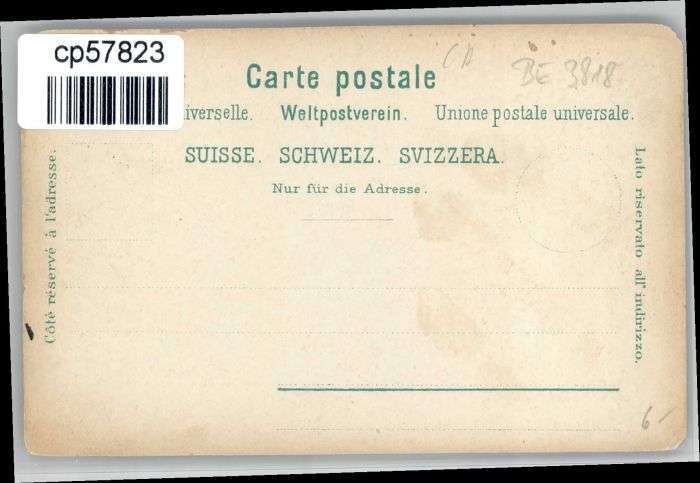 cp57823
CA
BE 3818
Carte postale
iverselle. Weltpostverein. Unione postale universale.
SUISSE. SCHWEIZ. SVIZZERA.
Nur für die Adresse.
Côté réservé à l'adresse.
Lato riservato all'indirizzo.
6-